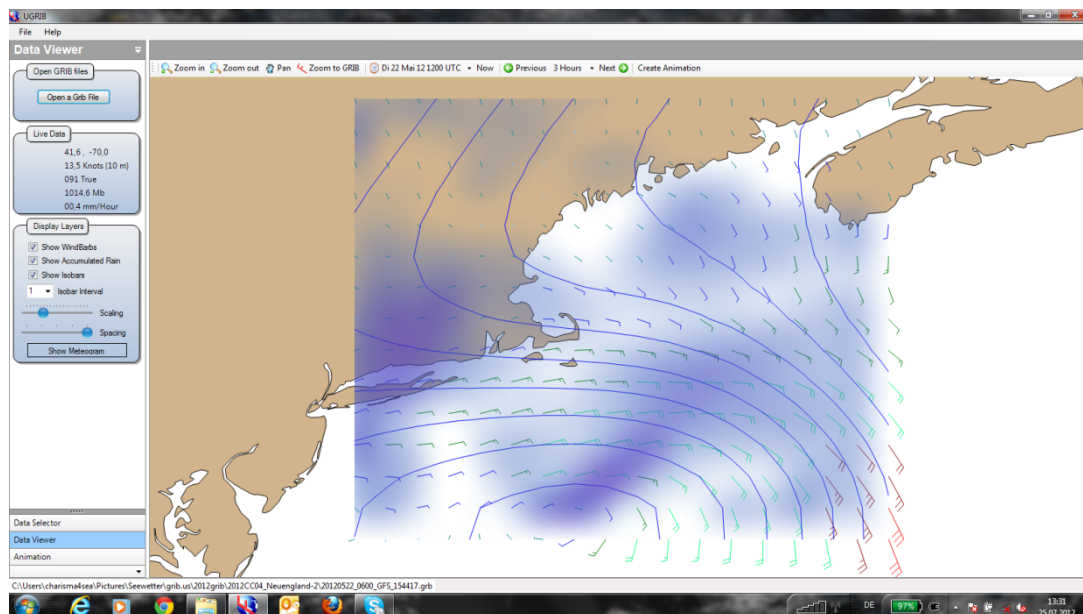 UGRIB
File Help
Data Viewer
Zoom in Zoom out Pan Zoom to GRIB Di 22 Mai 12 1200 UTC Now Previous 3 Hours Next Create Animation
Open GRIB files
Open a Grib File
Live Data
41,6, -70,0
13,5 Knots (10 m)
091 True
1014,6 Mb
00,4 mm/Hour
Display Layers
Show WindBarbs
Show Accumulated Rain
Show Isobars
1 Isobar Interval
Scaling
Spacing
Show Meteogram
Data Selector
Data Viewer
Animation
C:\Users\charisma4sea\Pictures\Seewetter\grib.us\2012grib\2012CC04_Neuengland-2\20120522_0600_GFS_154417.grb
DE 97% 13:31